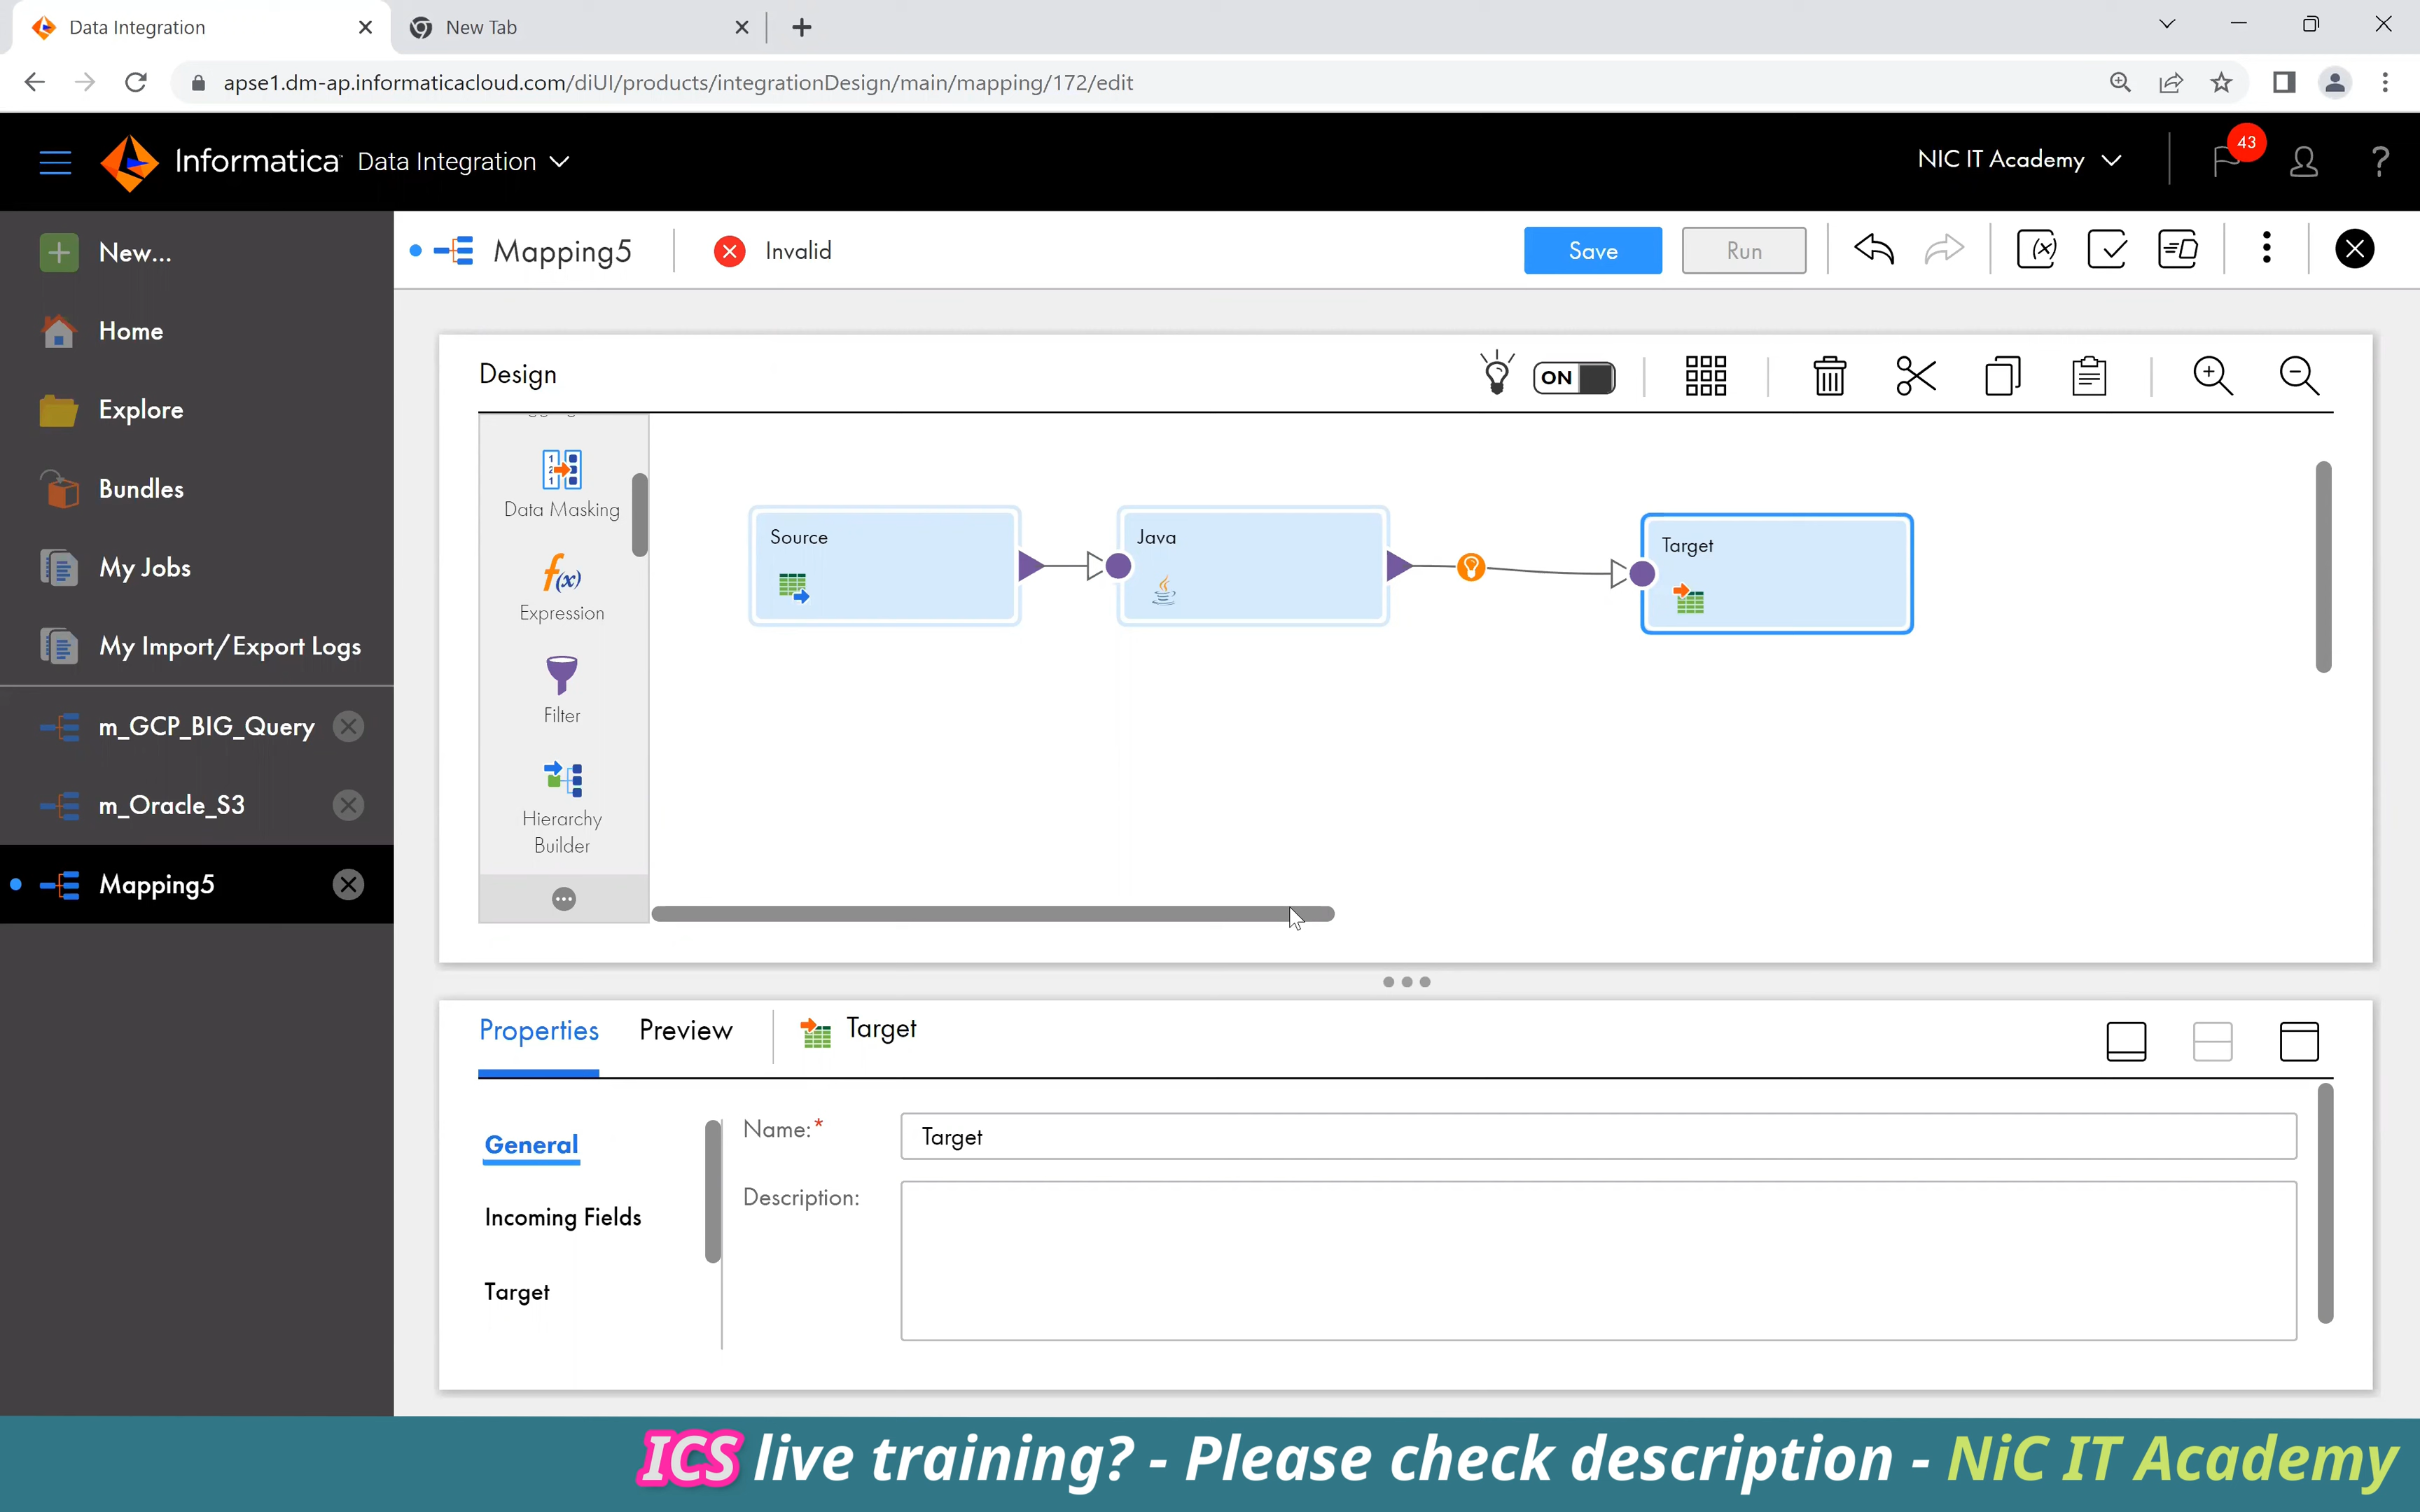 Data Integration
New Tab
apse1.dm-ap.informaticacloud.com/diUI/products/integrationDesign/main/mapping/172/edit
Informatica Data Integration
NIC IT Academy
43
?
New...
Home
Explore
Bundles
My Jobs
My Import/Export Logs
m_GCP_BIG_Query
m_Oracle_S3
Mapping5
Mapping5
Invalid
Save
Run
Design
ON
Data Masking
Expression
Filter
Hierarchy
Builder
Source
Java
Target
Properties
Preview
Target
General
Incoming Fields
Target
Name:*
Target
Description:
ICS live training? - Please check description - NiC IT Academy